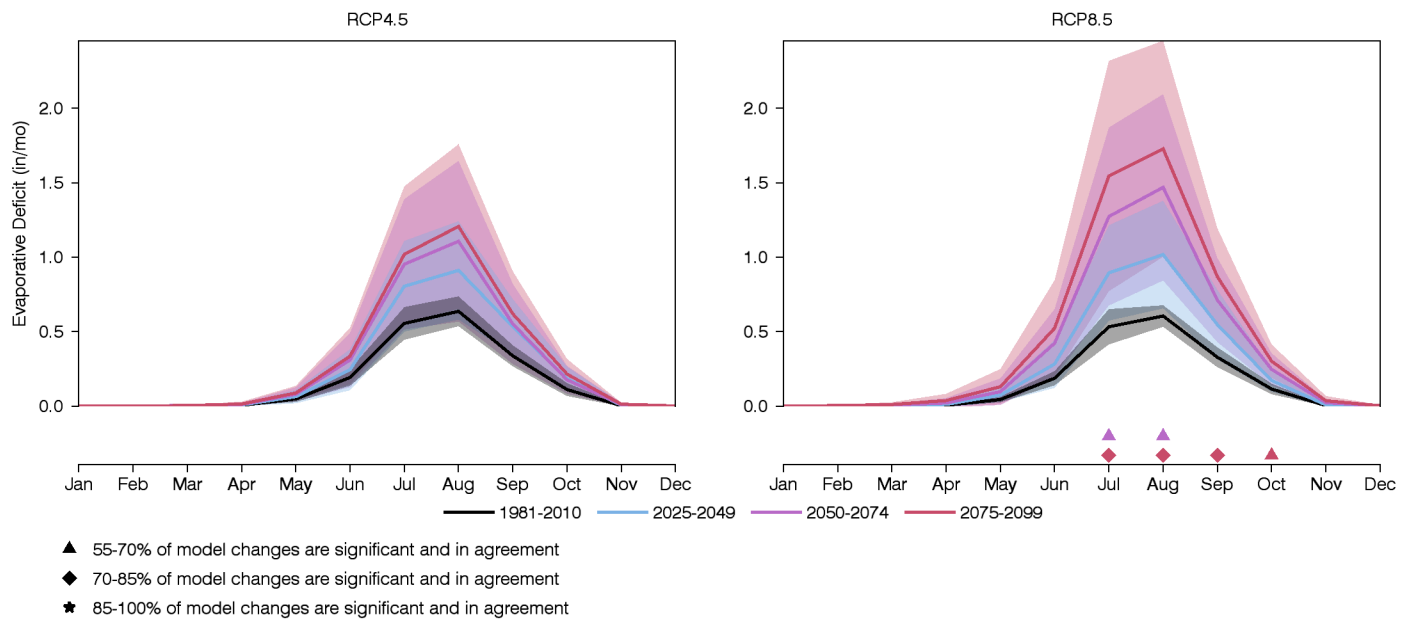 RCP4.5
RCP8.5
Evaporative Deficit (in/mo)
2.0
1.5
1.0
0.5
0.0
2.0
1.5
1.0
0.5
0.0
Jan Feb Mar Apr May Jun Jul Aug Sep Oct Nov Dec
Jan Feb Mar Apr May Jun Jul Aug Sep Oct Nov Dec
1981-2010 2025-2049 2050-2074 2075-2099
55-70% of model changes are significant and in agreement
70-85% of model changes are significant and in agreement
85-100% of model changes are significant and in agreement